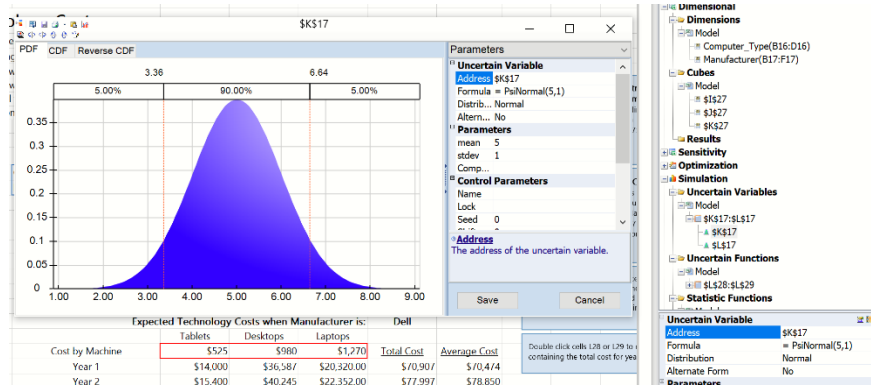 $K$17
PDF CDF Reverse CDF
3.36 6.64
5.00% 90.00% 5.00%
0.35
0.3
0.25
0.2
0.15
0.1
0.05
0
1.00 2.00 3.00 4.00 5.00 6.00 7.00 8.00 9.00
Parameters
Uncertain Variable
Address $K$17
Formula = PsiNormal(5,1)
Distrib... Normal
Altern... No
Parameters
mean 5
stdev 1
Comp...
Control Parameters
Name
Lock
Seed 0
Address
The address of the uncertain variable.
Save Cancel
Expected Technology Costs when Manufacturer is: Dell
Tablets Desktops Laptops
Cost by Machine $525 $980 $1,770 Total Cost Average Cost
Year 1 $14,000 $36,587 $20,320.00 $70,907 $70,474
Year 2 $15,400 $40,245 $22,352.00 $77,997 $78,850
Double click cells L28 or L29 to
containing the total cost for yea
Dimensional
Dimensions
Model
Computer_Type(B16:D16)
Manufacturer(B17:F17)
Cubes
Model
$I$27
$J$27
$K$27
Results
Sensitivity
Optimization
Simulation
Uncertain Variables
Model
$K$17:$L$17
$K$17
$L$17
Uncertain Functions
Model
$L$28:$L$29
Statistic Functions
Uncertain Variable
Address $K$17
Formula = PsiNormal(5,1)
Distribution Normal
Alternate Form No
Parameters